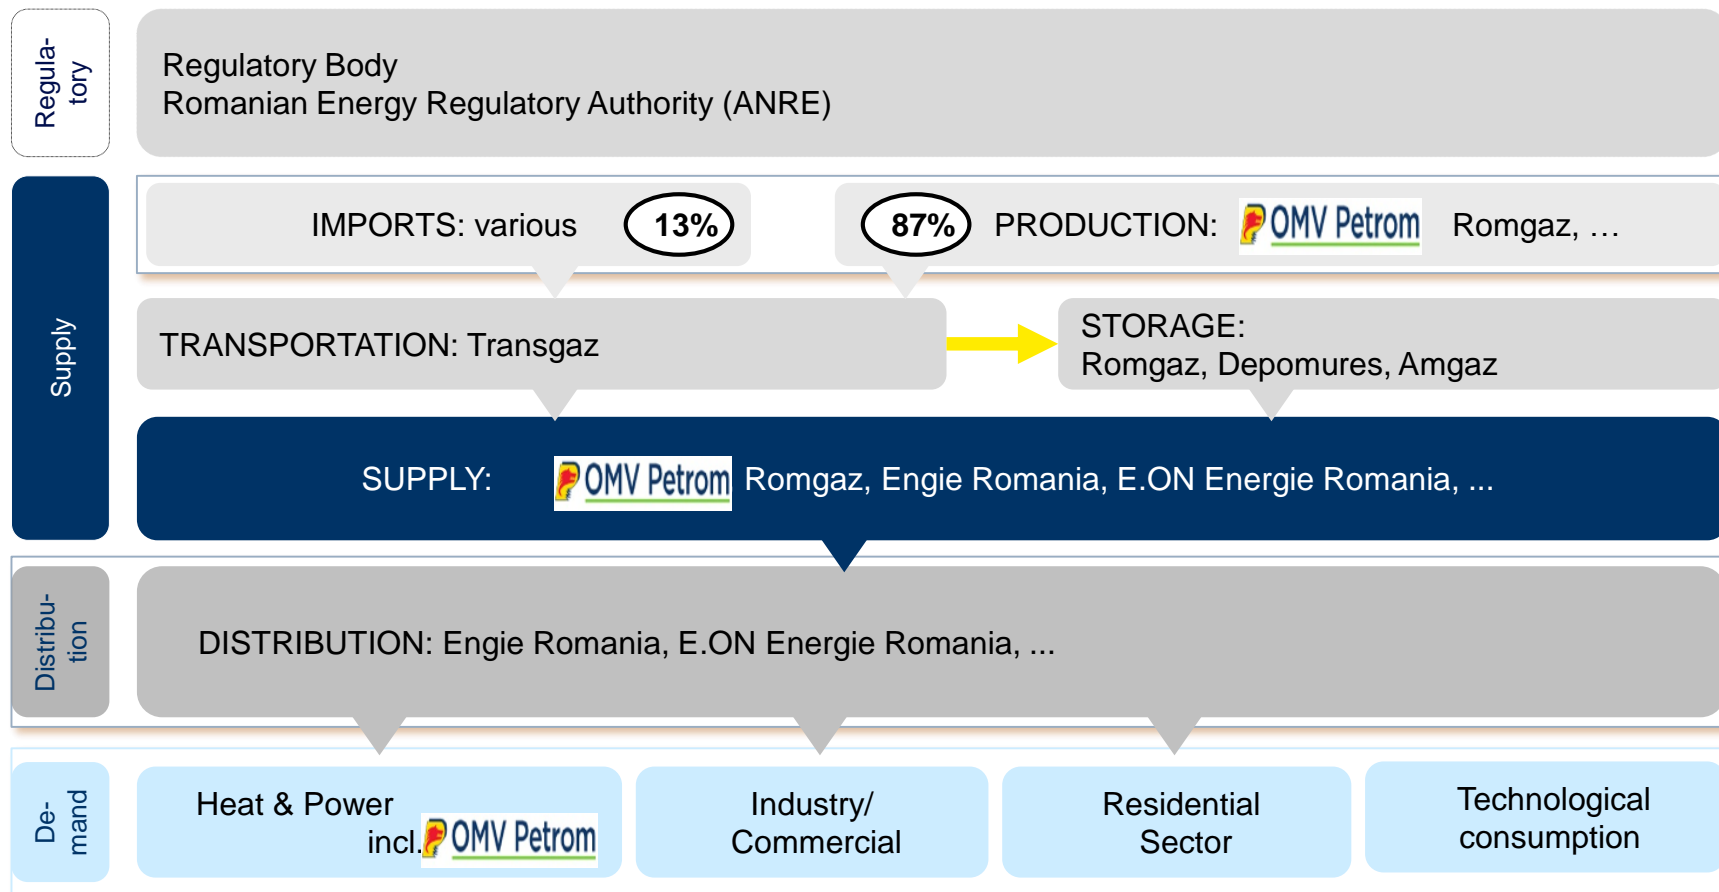 Regula-
tory
Regulatory Body
Romanian Energy Regulatory Authority (ANRE)
Supply
IMPORTS: various 13%
87% PRODUCTION: OMV Petrom Romgaz, …
TRANSPORTATION: Transgaz
STORAGE:
Romgaz, Depomures, Amgaz
SUPPLY: OMV Petrom Romgaz, Engie Romania, E.ON Energie Romania, ...
Distribu-
tion
DISTRIBUTION: Engie Romania, E.ON Energie Romania, ...
De-
mand
Heat & Power
incl. OMV Petrom
Industry/
Commercial
Residential
Sector
Technological
consumption